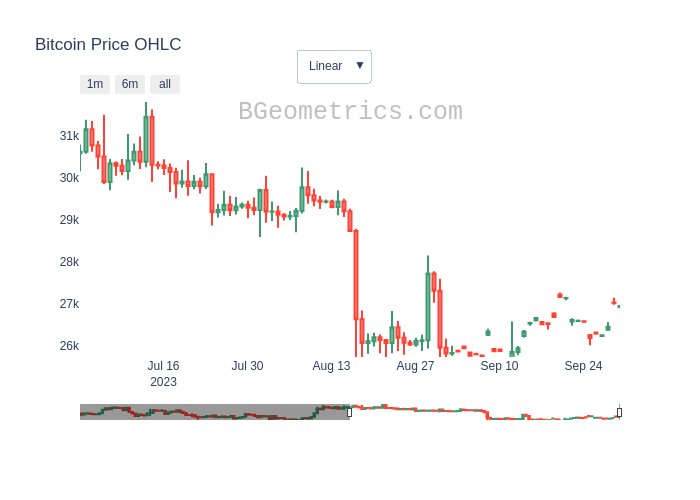 Bitcoin Price OHLC
Linear ▼
1m 6m all
BGeometrics.com
31k
30k
29k
28k
27k
26k
Jul 16 Jul 30 Aug 13 Aug 27 Sep 10 Sep 24
2023